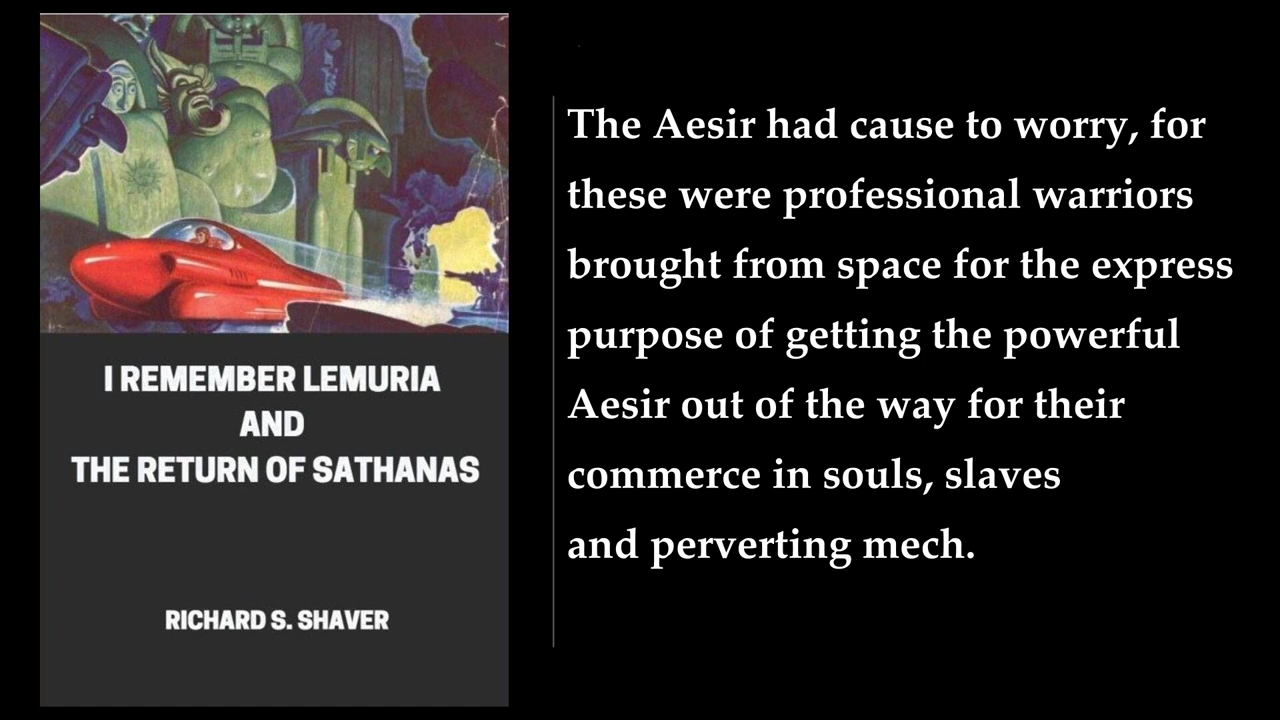 I REMEMBER LEMURIA
AND
THE RETURN OF SATHANAS
RICHARD S. SHAVER
The Aesir had cause to worry, for
these were professional warriors
brought from space for the express
purpose of getting the powerful
Aesir out of the way for their
commerce in souls, slaves
and perverting mech.